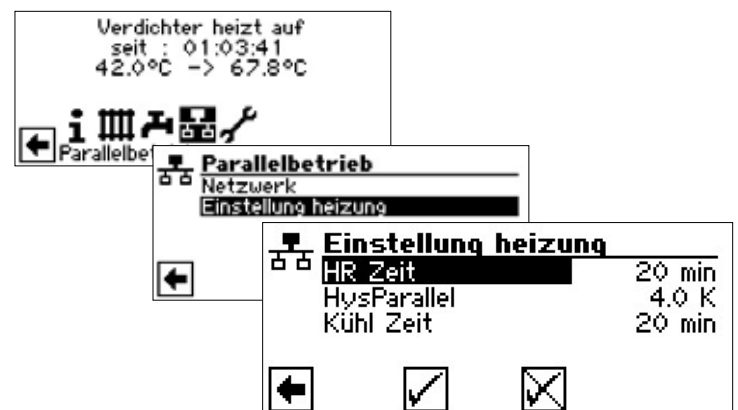 Verdichter heizt auf
seit : 01:03:41
42.0°C -> 67.8°C
Parallelbe
Parallelbetrieb
Netzwerk
Einstellung heizung
Einstellung heizung
HR Zeit 20 min
HysParallel 4.0 K
Kühl Zeit 20 min